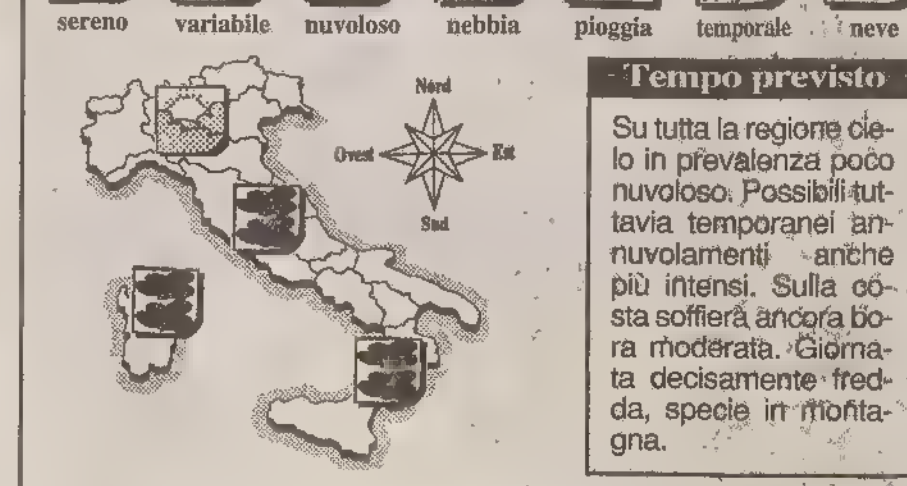 sereno variabile nuvoloso nebbia pioggia temporale neve
Nord
Ovest Est
Sud
Tempo previsto
Su tutta la regione cie-
lo in prevalenza poco
nuvoloso. Possibili tut-
tavia temporanei an-
nuvolamenti anche
più intensi. Sulla co-
sta soffierà ancora bo-
ra moderata. Giorna-
ta decisamente fred-
da, specie in monta-
gna.